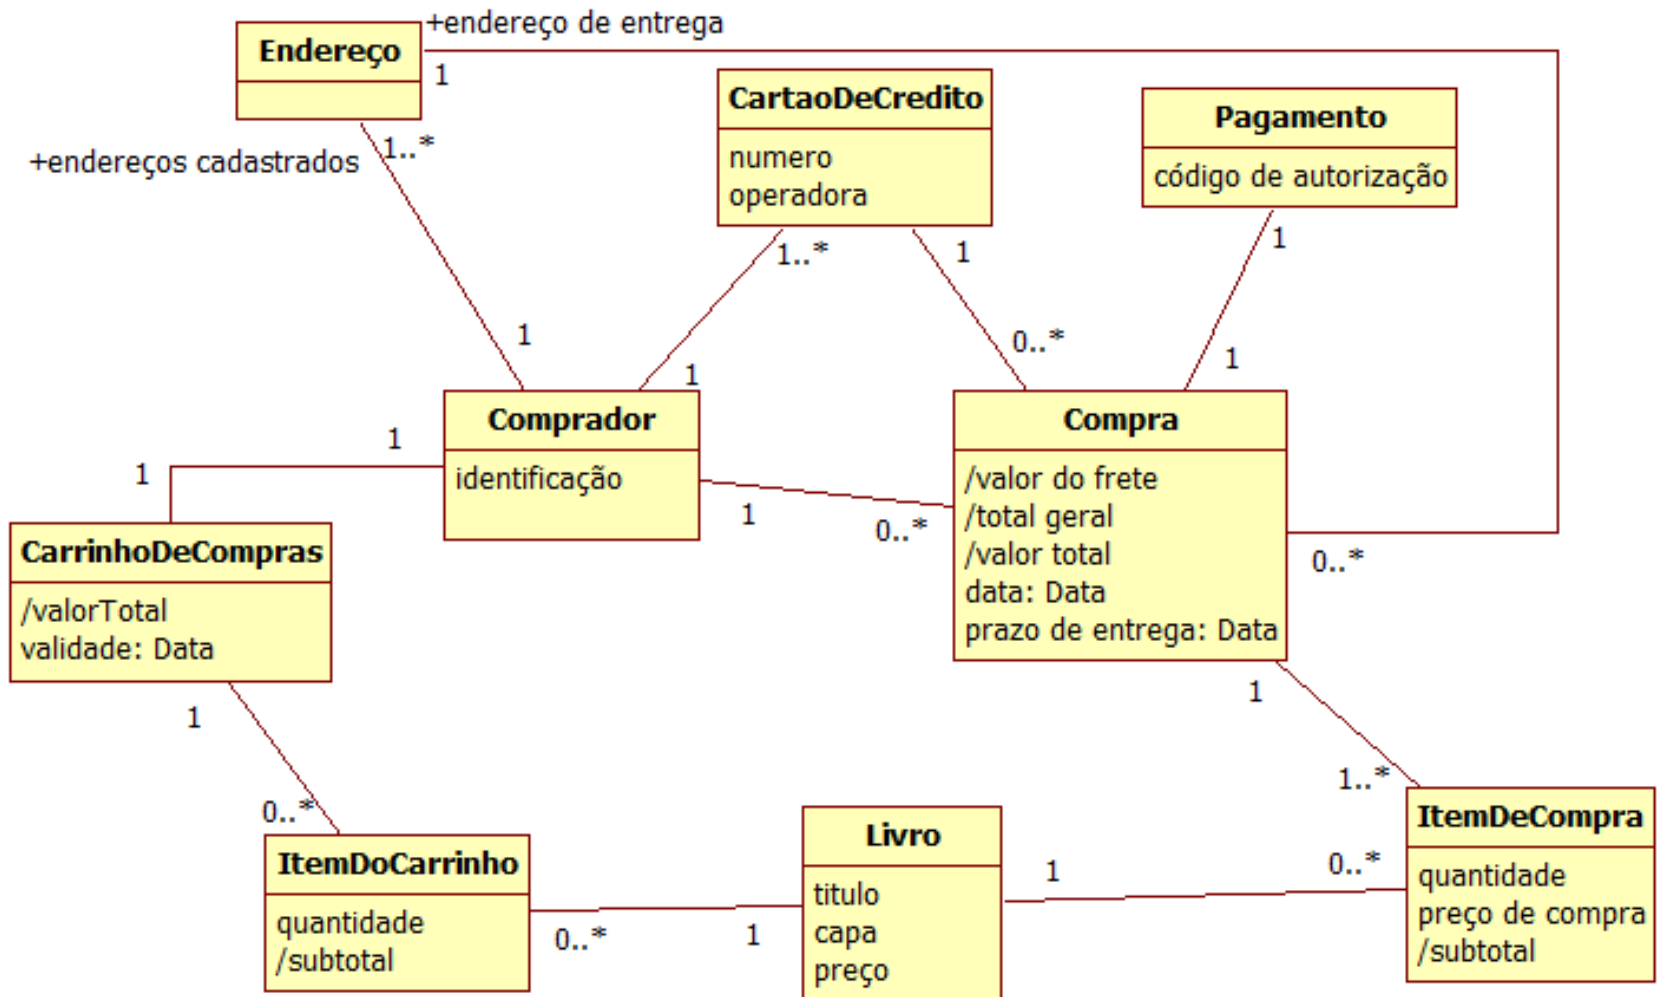 +endereço de entrega
Endereço
1
CartaoDeCredito
numero
operadora
Pagamento
código de autorização
+endereços cadastrados
1..*
1..*
1
1
1
1
0..*
1
Comprador
identificação
Compra
/valor do frete
/total geral
/valor total
data: Data
prazo de entrega: Data
1
1
1
0..*
0..*
CarrinhoDeCompras
/valorTotal
validade: Data
1
1
0..*
1..*
ItemDoCarrinho
quantidade
/subtotal
Livro
titulo
capa
preço
ItemDeCompra
quantidade
preço de compra
/subtotal
0..*
1
1
0..*